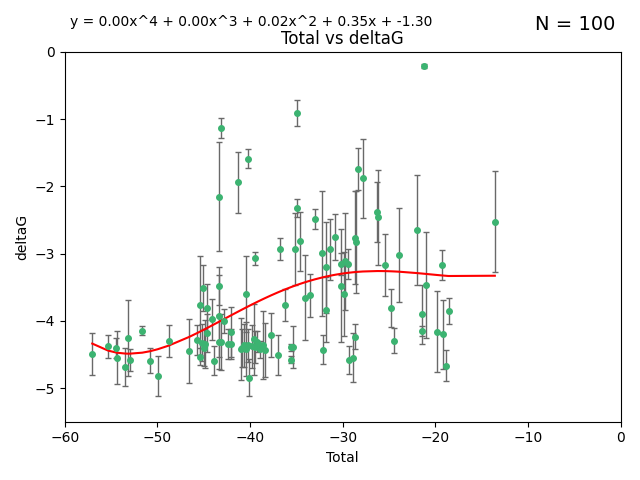 y = 0.00x^4 + 0.00x^3 + 0.02x^2 + 0.35x + -1.30
N = 100
Total vs deltaG
deltaG
0
−1
−2
−3
−4
−5
−60 −50 −40 −30 −20 −10 0
Total